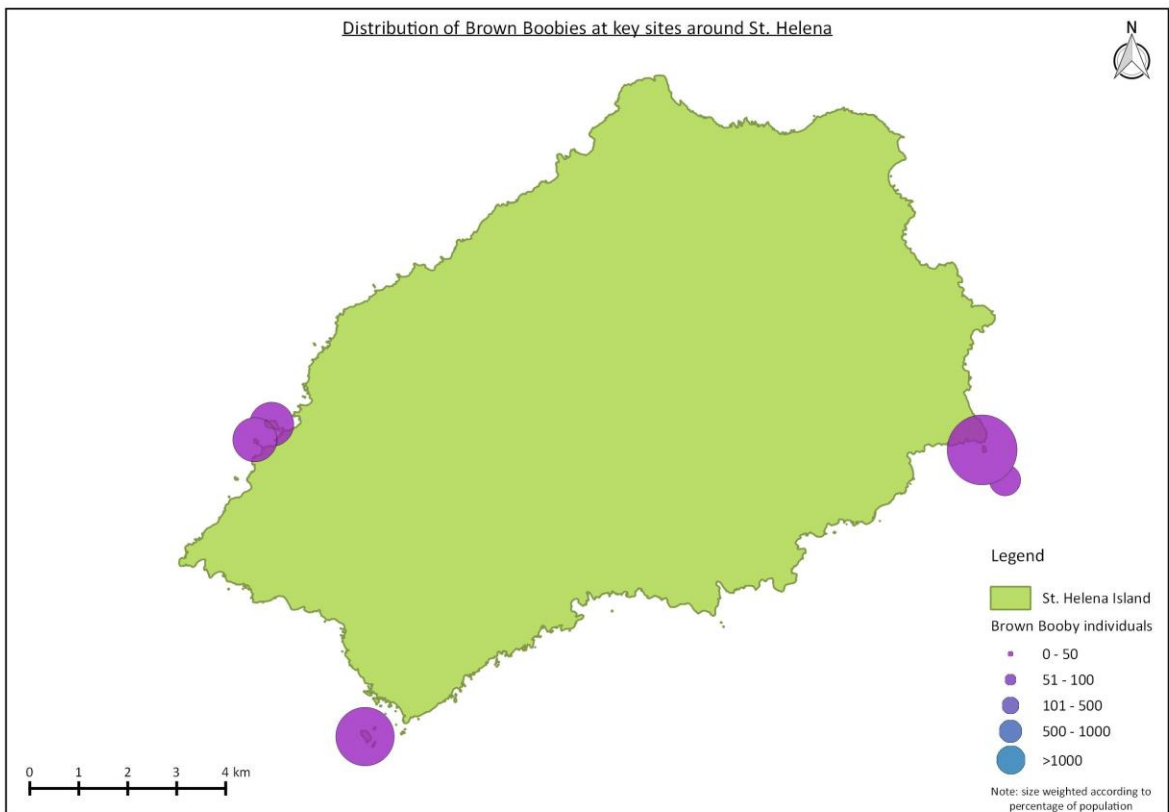 Distribution of Brown Boobies at key sites around St. Helena
N
Legend
St. Helena Island
Brown Booby individuals
0 - 50
51 - 100
101 - 500
500 - 1000
>1000
Note: size weighted according to
percentage of population
0 1 2 3 4 km